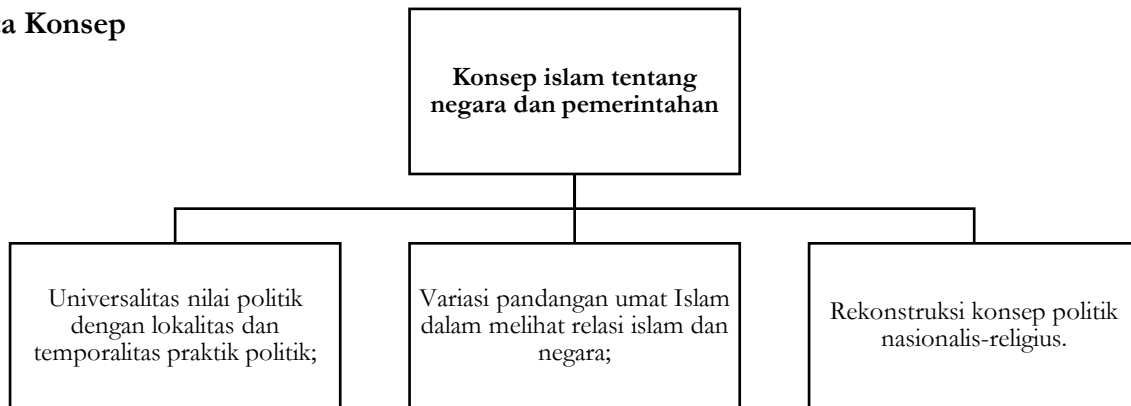 a Konsep
Konsep islam tentang
negara dan pemerintahan
Universalitas nilai politik
dengan lokalitas dan
temporalitas praktik politik;
Variasi pandangan umat Islam
dalam melihat relasi islam dan
negara;
Rekonstruksi konsep politik
nasionalis-religius.